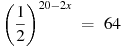 (1/2)^{20-2x} = 64